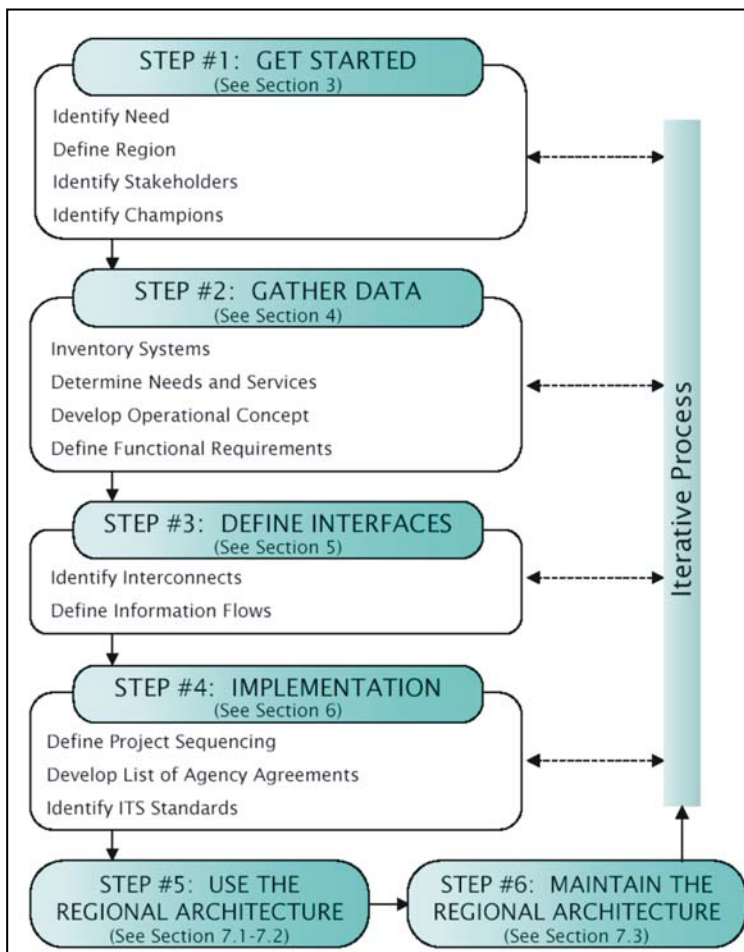 STEP #1: GET STARTED
(See Section 3)
Identify Need
Define Region
Identify Stakeholders
Identify Champions
STEP #2: GATHER DATA
(See Section 4)
Inventory Systems
Determine Needs and Services
Develop Operational Concept
Define Functional Requirements
STEP #3: DEFINE INTERFACES
(See Section 5)
Identify Interconnects
Define Information Flows
STEP #4: IMPLEMENTATION
(See Section 6)
Define Project Sequencing
Develop List of Agency Agreements
Identify ITS Standards
STEP #5: USE THE
REGIONAL ARCHITECTURE
(See Section 7.1-7.2)
STEP #6: MAINTAIN THE
REGIONAL ARCHITECTURE
(See Section 7.3)
Iterative Process